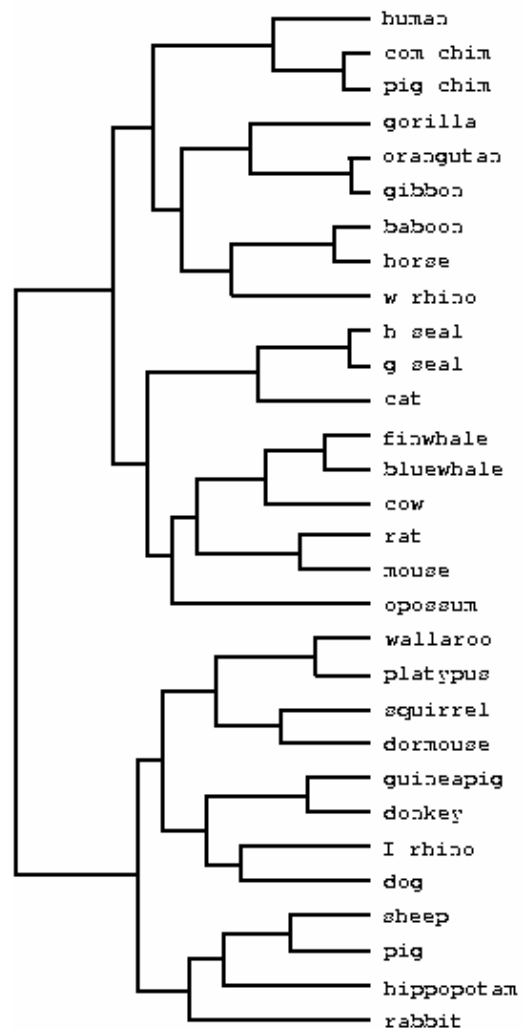 human
com chim
pig chim
gorilla
orangutan
gibbon
baboon
horse
w rhino
h seal
g seal
cat
finwhale
bluewhale
cow
rat
mouse
opossum
wallaroo
platypus
squirrel
dormouse
guineapig
donkey
I rhino
dog
sheep
pig
hippopotam
rabbit